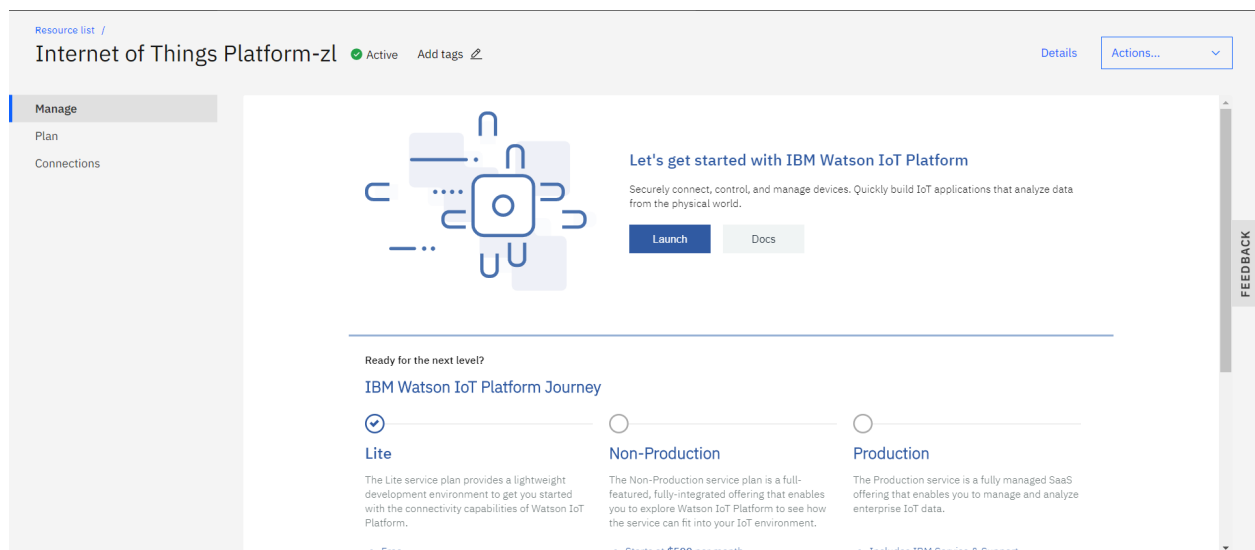 Resource list /
Internet of Things Platform-zl Active Add tags
Details Actions...
Manage
Plan
Connections
Let's get started with IBM Watson IoT Platform
Securely connect, control, and manage devices. Quickly build IoT applications that analyze data
from the physical world.
Launch Docs
FEEDBACK
Ready for the next level?
IBM Watson IoT Platform Journey
Lite
The Lite service plan provides a lightweight
development environment to get you started
with the connectivity capabilities of Watson IoT
Platform.
Non-Production
The Non-Production service plan is a full-
featured, fully-integrated offering that enables
you to explore Watson IoT Platform to see how
the service can fit into your IoT environment.
Production
The Production service is a fully managed SaaS
offering that enables you to manage and analyze
enterprise IoT data.